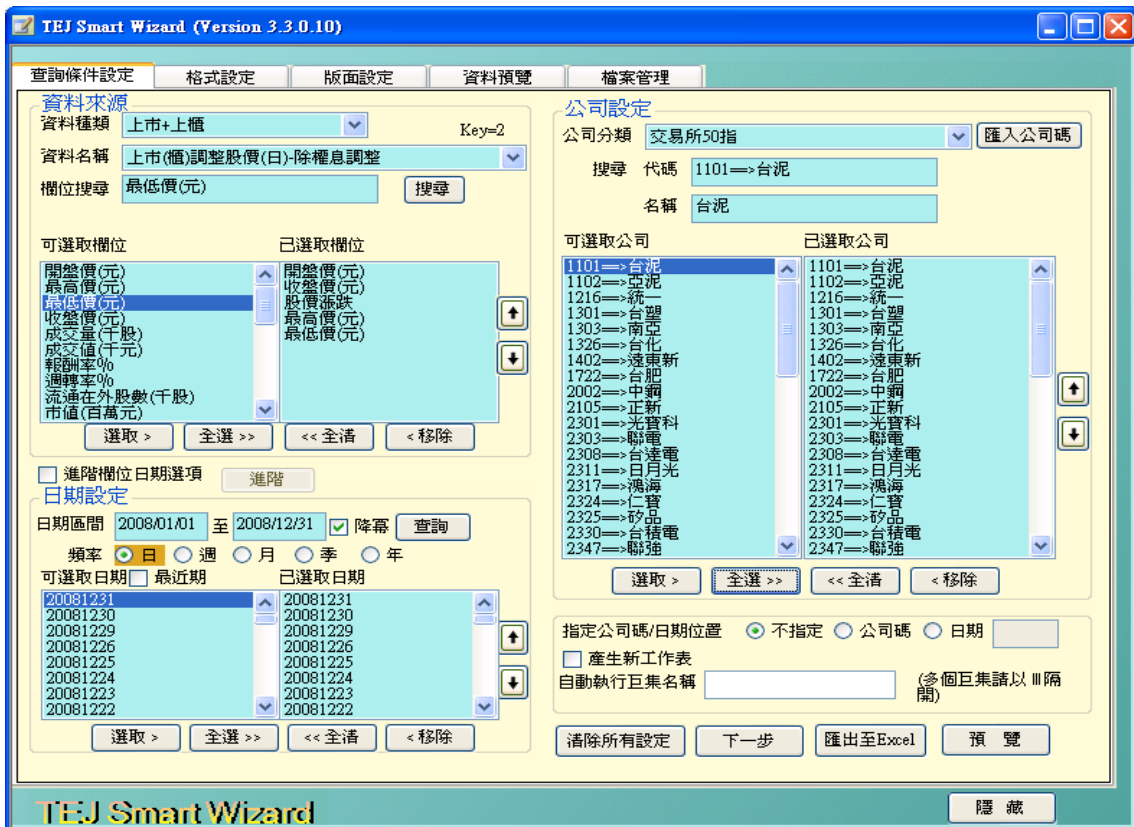 TEJ Smart Wizard (Version 3.3.0.10)
查詢條件設定 格式設定 版面設定 資料預覽 檔案管理
資料來源
資料種類 上市+上櫃 Key=2
資料名稱 上市(櫃)調整股價(日)-除權息調整
欄位搜尋 最低價(元) 搜尋
可選取欄位 已選取欄位
開盤價(元)
最高價(元)
最低價(元)
收盤價(元)
成交量(千股)
成交值(千元)
報酬率%
週轉率%
流通在外股數(千股)
市值(百萬元)
開盤價(元)
收盤價(元)
股價漲跌
最高價(元)
最低價(元)
選取 > 全選 >> << 全清 < 移除
進階欄位日期選項 進階
日期設定
日期區間 2008/01/01 至 2008/12/31 降冪 查詢
頻率 日 週 月 季 年
可選取日期 最近期 已選取日期
20081231
20081230
20081229
20081226
20081225
20081224
20081223
20081222
20081231
20081230
20081229
20081226
20081225
20081224
20081223
20081222
選取 > 全選 >> << 全清 < 移除
公司設定
公司分類 交易所50指 匯入公司碼
搜尋 代碼 1101==>台泥
名稱 台泥
可選取公司 已選取公司
1101==>台泥
1102==>亞泥
1216==>統一
1301==>台塑
1303==>南亞
1326==>台化
1402==>遠東新
1722==>台肥
2002==>中鋼
2105==>正新
2301==>光寶科
2303==>聯電
2308==>台達電
2311==>日月光
2317==>鴻海
2324==>仁寶
2325==>矽品
2330==>台積電
2347==>聯強
1101==>台泥
1102==>亞泥
1216==>統一
1301==>台塑
1303==>南亞
1326==>台化
1402==>遠東新
1722==>台肥
2002==>中鋼
2105==>正新
2301==>光寶科
2303==>聯電
2308==>台達電
2311==>日月光
2317==>鴻海
2324==>仁寶
2325==>矽品
2330==>台積電
2347==>聯強
選取 > 全選 >> << 全清 < 移除
指定公司碼/日期位置 不指定 公司碼 日期
產生新工作表
自動執行巨集名稱 (多個巨集請以 ||| 隔
開)
清除所有設定 下一步 匯出至Excel 預 覽
TEJ Smart Wizard 隱 藏